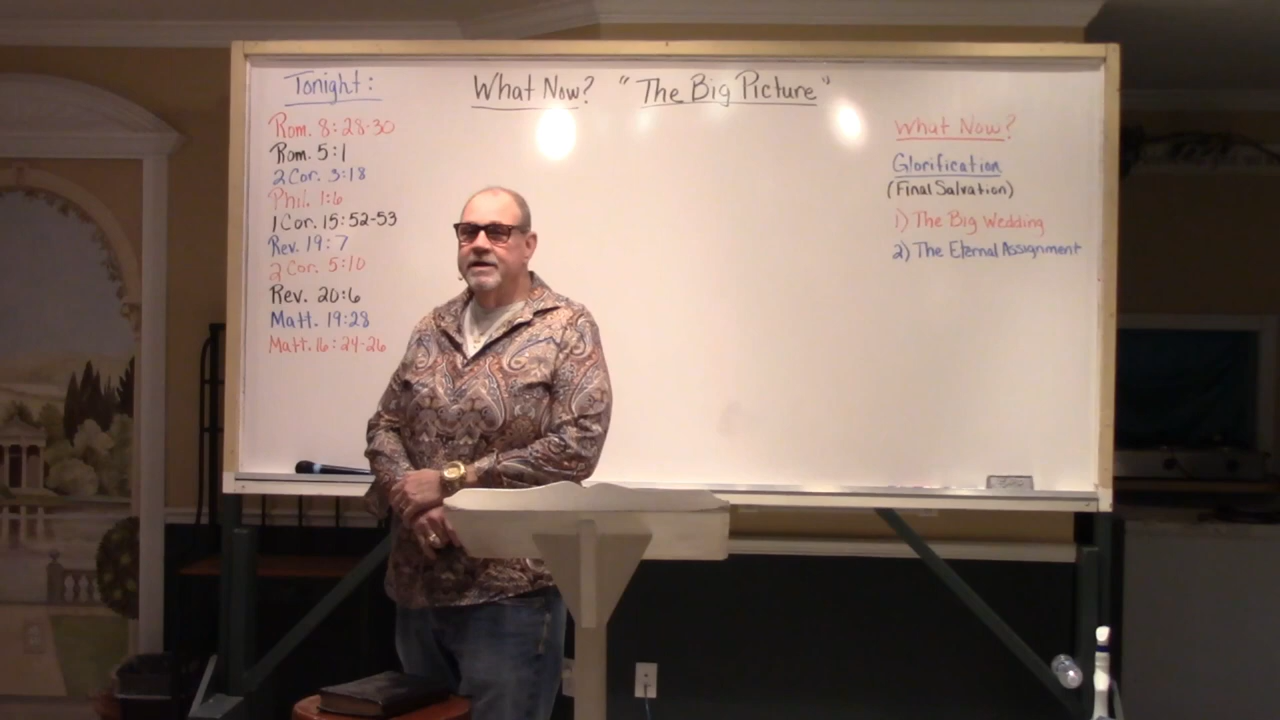 Tonight:
Rom. 8:28-30
Rom. 5:1
2 Cor. 3:18
Phil. 1:6
1 Cor. 15:52-53
Rev. 19:7
2 Cor. 5:10
Rev. 20:6
Matt. 19:28
Matt. 16:24-26
What Now? "The Big Picture"
What Now?
Glorification
(Final Salvation)
1) The Big Wedding
2) The Eternal Assignment